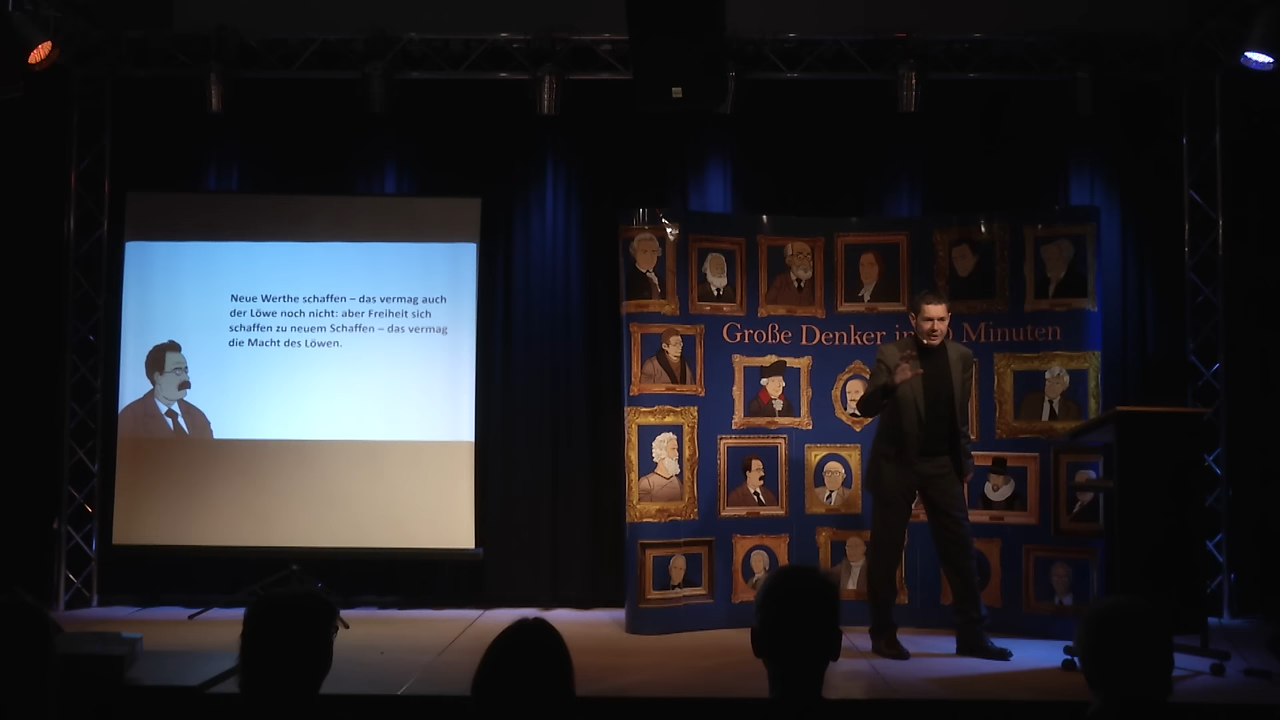 Neue Werthe schaffen – das vermag auch
der Löwe noch nicht: aber Freiheit sich
schaffen zu neuem Schaffen – das vermag
die Macht des Löwen.
Große Denker in Minuten